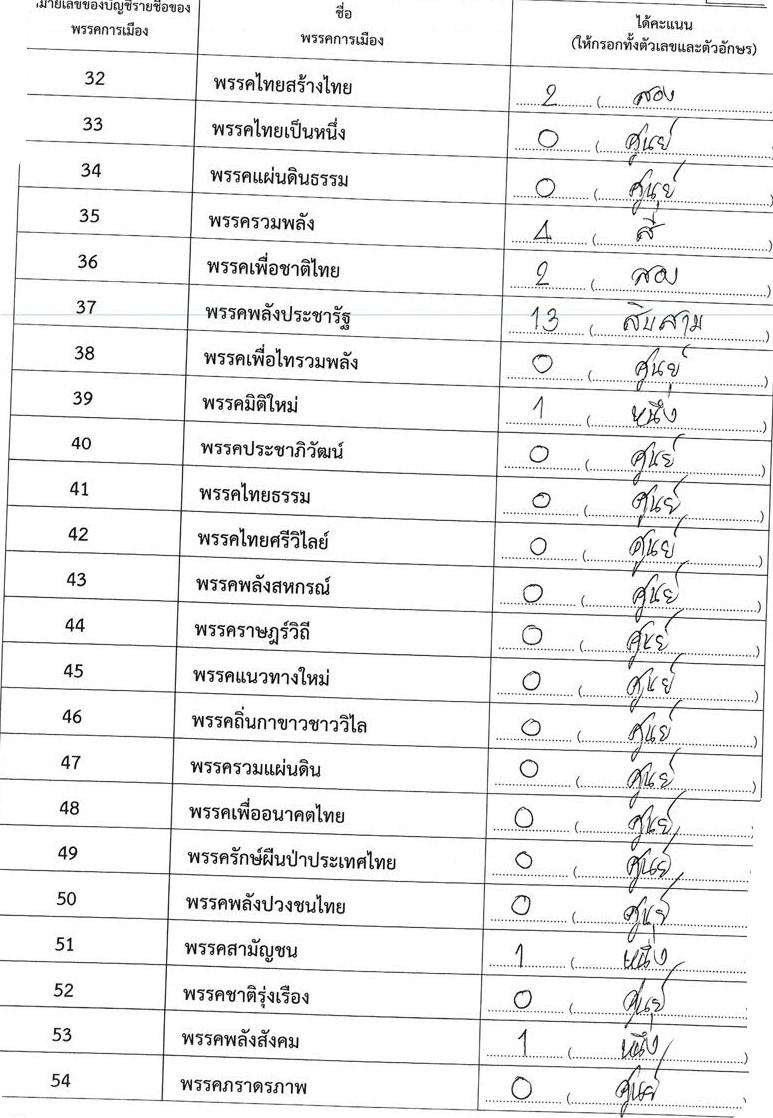 หมายเลขของบัญชีรายชื่อของ
พรรคการเมือง
ชื่อ
พรรคการเมือง
ได้คะแนน
(ให้กรอกทั้งตัวเลขและตัวอักษร)
32 พรรคไทยสร้างไทย 2 ( สอง
33 พรรคไทยเป็นหนึ่ง 0 ( ศูนย์
34 พรรคแผ่นดินธรรม 0 ( ศูนย์ )
35 พรรครวมพลัง 4 ( สี่ )
36 พรรคเพื่อชาติไทย 2 ( สอง )
37 พรรคพลังประชารัฐ 13 ( สิบสาม )
38 พรรคเพื่อไทรวมพลัง 0 ( ศูนย์ )
39 พรรคมิติใหม่ 1 ( หนึ่ง )
40 พรรคประชาภิวัฒน์ 0 ( ศูนย์ )
41 พรรคไทยธรรม 0 ( ศูนย์ )
42 พรรคไทยศรีวิไลย์ 0 ( ศูนย์ )
43 พรรคพลังสหกรณ์ 0 ( ศูนย์ )
44 พรรคราษฎร์วิถี 0 ( ศูนย์ )
45 พรรคแนวทางใหม่ 0 ( ศูนย์ )
46 พรรคถิ่นกาขาวชาววิไล 0 ( ศูนย์ )
47 พรรครวมแผ่นดิน 0 ( ศูนย์ )
48 พรรคเพื่ออนาคตไทย 0 ( ศูนย์ )
49 พรรครักษ์ผืนป่าประเทศไทย 0 ( ศูนย์ )
50 พรรคพลังปวงชนไทย 0 ( ศูนย์ )
51 พรรคสามัญชน 1 ( หนึ่ง )
52 พรรคชาติรุ่งเรือง 0 ( ศูนย์ )
53 พรรคพลังสังคม 1 ( หนึ่ง )
54 พรรคภราดรภาพ 0 ( ศูนย์ )